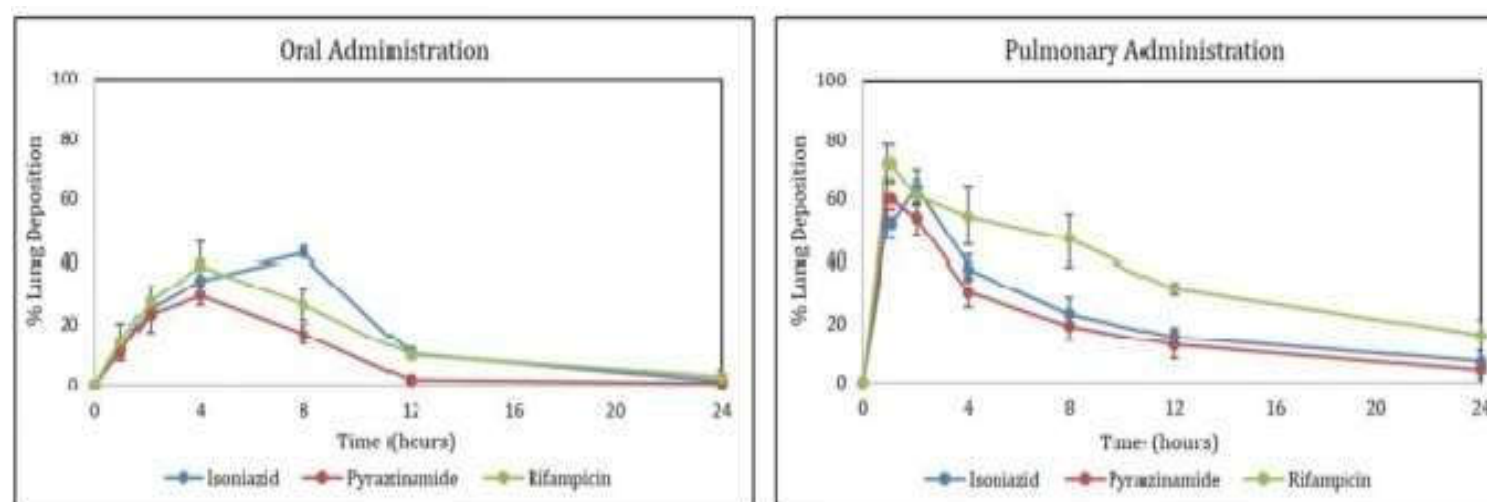 Oral Administration
100
80
60
40
20
0
% Lung Deposition
0 4 8 12 16 20 24
Time (hours)
Isoniazid Pyrazinamide Rifampicin
Pulmonary Administration
100
80
60
40
20
0
% Lung Deposition
0 4 8 12 16 20 24
Time (hours)
Isoniazid Pyrazinamide Rifampicin